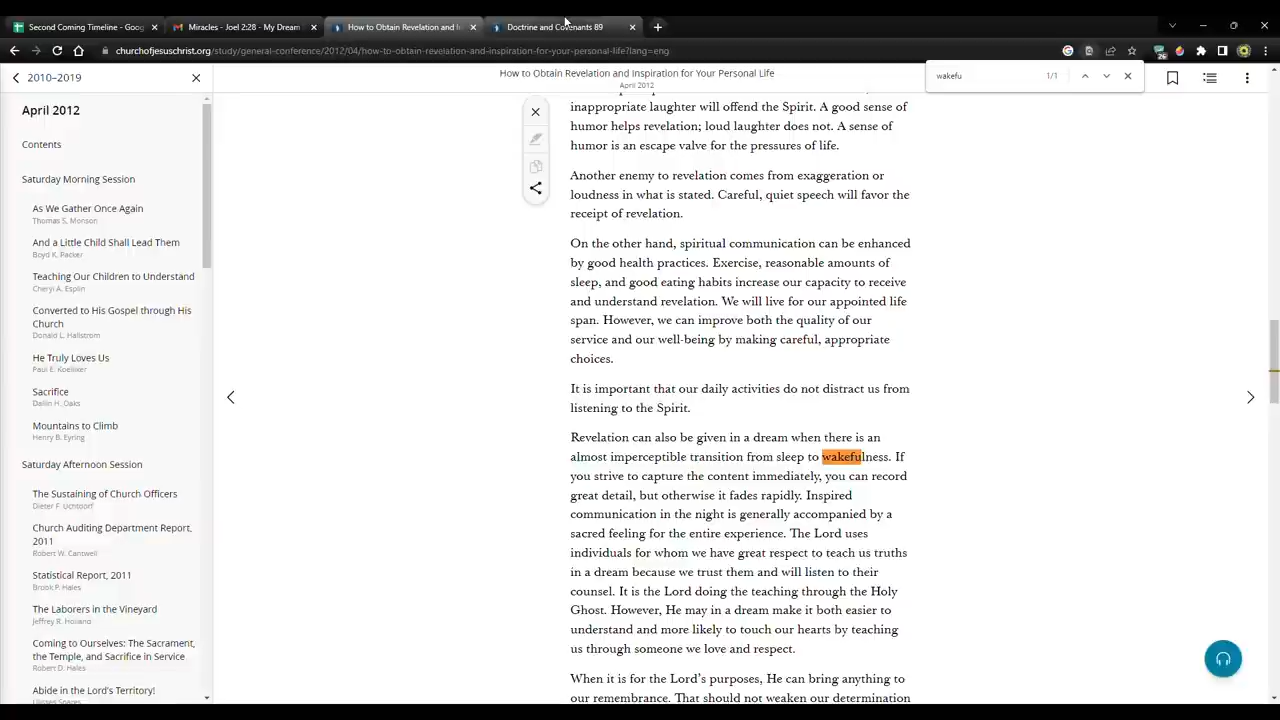 Second Coming Timeline - Goog
Miracles - Joel 2:28 - My Dream
How to Obtain Revelation and In
Doctrine and Covenants 89
churchofjesuschrist.org/study/general-conference/2012/04/how-to-obtain-revelation-and-inspiration-for-your-personal-life?lang=eng
26
2010–2019
How to Obtain Revelation and Inspiration for Your Personal Life
April 2012
wakefu
1/1
April 2012
Contents
Saturday Morning Session
As We Gather Once Again
Thomas S. Monson
And a Little Child Shall Lead Them
Boyd K. Packer
Teaching Our Children to Understand
Cheryl A. Esplin
Converted to His Gospel through His
Church
Donald L. Hallstrom
He Truly Loves Us
Paul E. Koelliker
Sacrifice
Dallin H. Oaks
Mountains to Climb
Henry B. Eyring
Saturday Afternoon Session
The Sustaining of Church Officers
Dieter F. Uchtdorf
Church Auditing Department Report,
2011
Robert W. Cantwell
Statistical Report, 2011
Brook P. Hales
The Laborers in the Vineyard
Jeffrey R. Holland
Coming to Ourselves: The Sacrament,
the Temple, and Sacrifice in Service
Robert D. Hales
Abide in the Lord's Territory!
Ulisses Soares
inappropriate laughter will offend the Spirit. A good sense of
humor helps revelation; loud laughter does not. A sense of
humor is an escape valve for the pressures of life.
Another enemy to revelation comes from exaggeration or
loudness in what is stated. Careful, quiet speech will favor the
receipt of revelation.
On the other hand, spiritual communication can be enhanced
by good health practices. Exercise, reasonable amounts of
sleep, and good eating habits increase our capacity to receive
and understand revelation. We will live for our appointed life
span. However, we can improve both the quality of our
service and our well-being by making careful, appropriate
choices.
It is important that our daily activities do not distract us from
listening to the Spirit.
Revelation can also be given in a dream when there is an
almost imperceptible transition from sleep to wakefulness. If
you strive to capture the content immediately, you can record
great detail, but otherwise it fades rapidly. Inspired
communication in the night is generally accompanied by a
sacred feeling for the entire experience. The Lord uses
individuals for whom we have great respect to teach us truths
in a dream because we trust them and will listen to their
counsel. It is the Lord doing the teaching through the Holy
Ghost. However, He may in a dream make it both easier to
understand and more likely to touch our hearts by teaching
us through someone we love and respect.
When it is for the Lord's purposes, He can bring anything to
our remembrance. That should not weaken our determination